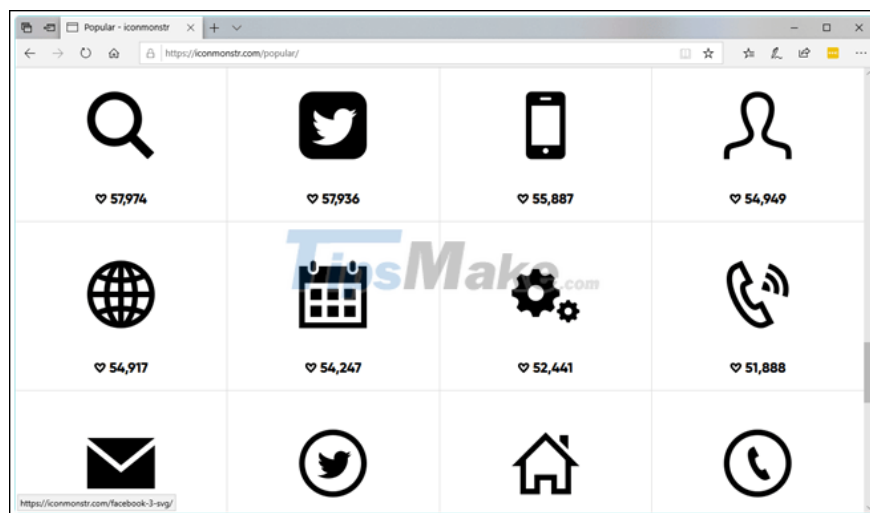 Popular - iconmonstr
https://iconmonstr.com/popular/
57,974
57,936
55,887
54,949
TipsMake.com
54,917
54,247
52,441
51,888
https://iconmonstr.com/facebook-3-svg/